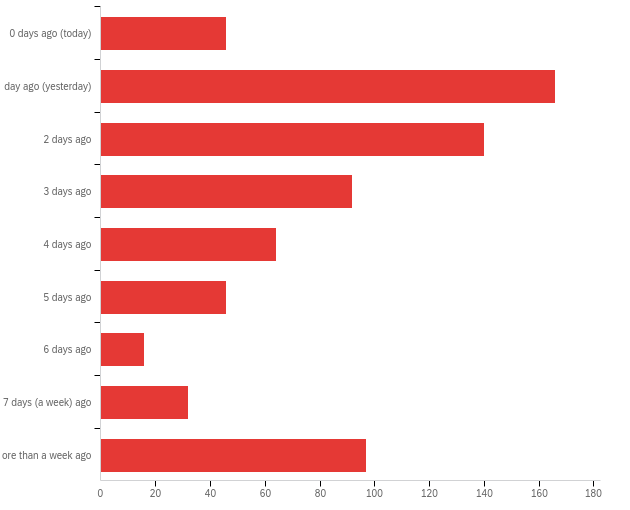 0 days ago (today)
day ago (yesterday)
2 days ago
3 days ago
4 days ago
5 days ago
6 days ago
7 days (a week) ago
ore than a week ago
0 20 40 60 80 100 120 140 160 180